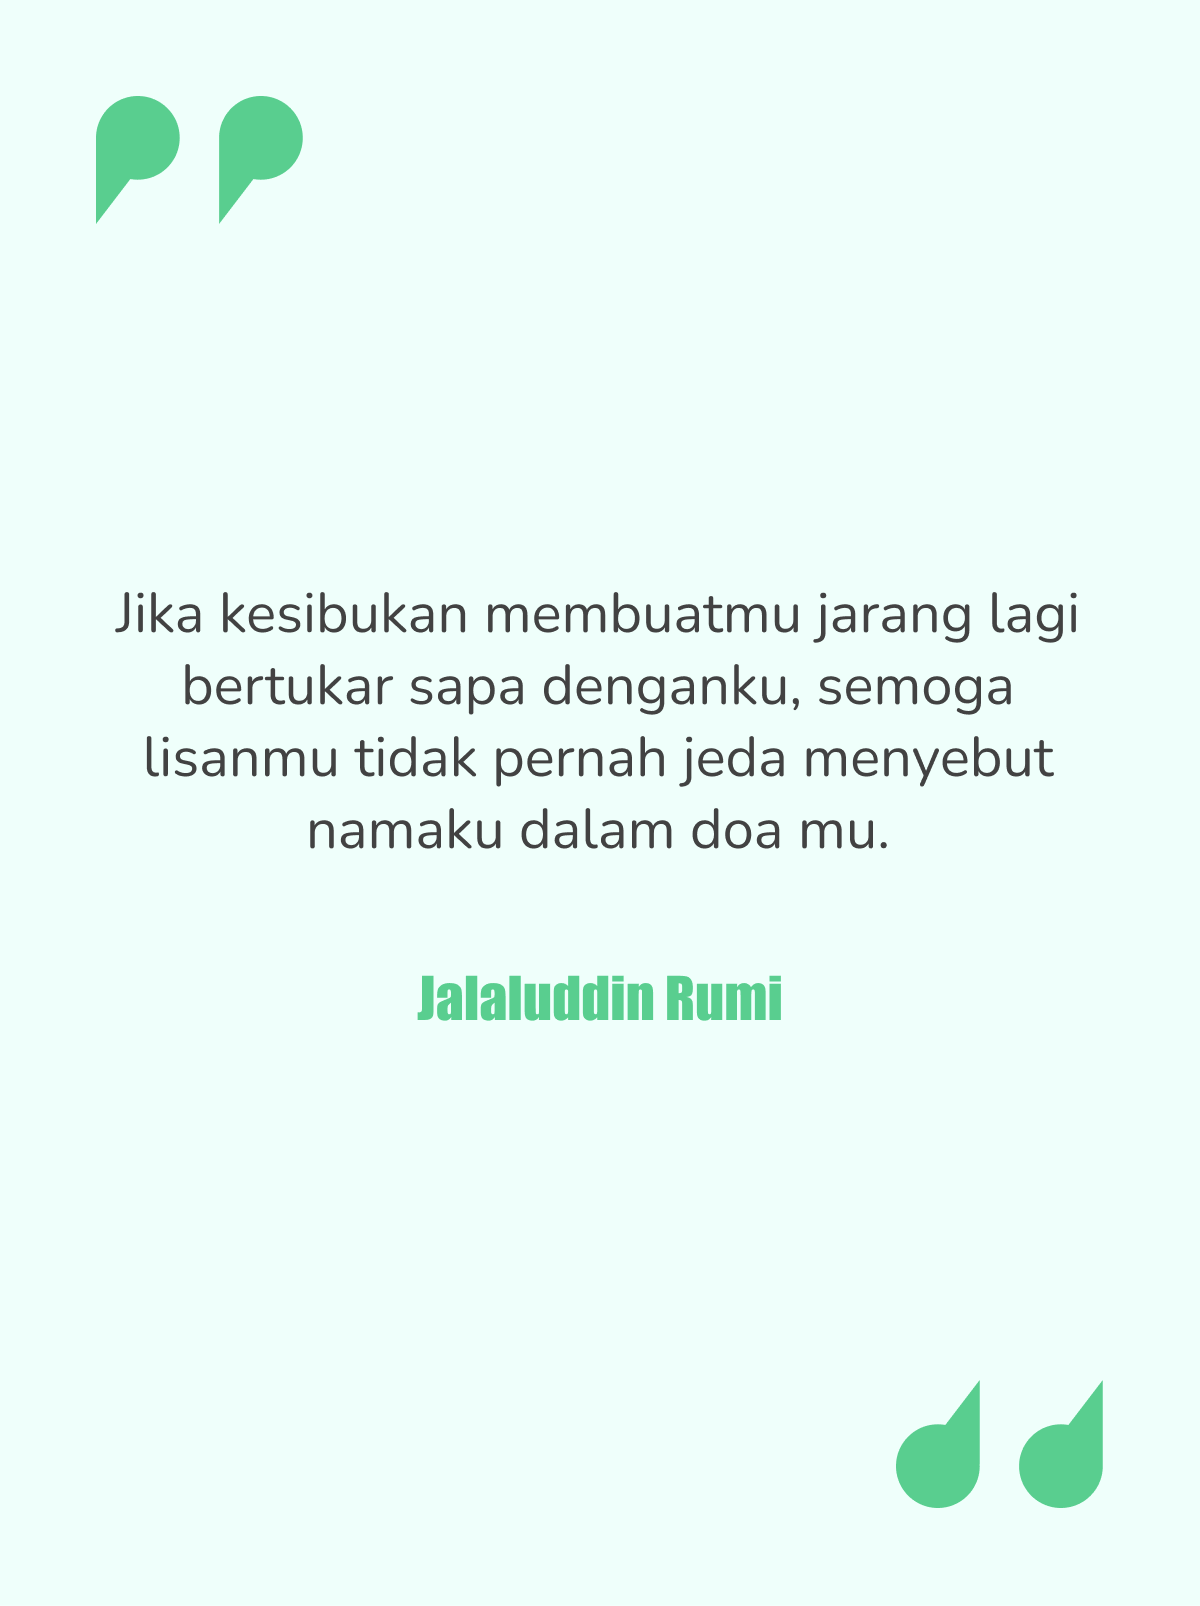 Jika kesibukan membuatmu jarang lagi
bertukar sapa denganku, semoga
lisanmu tidak pernah jeda menyebut
namaku dalam doa mu.
Jalaluddin Rumi